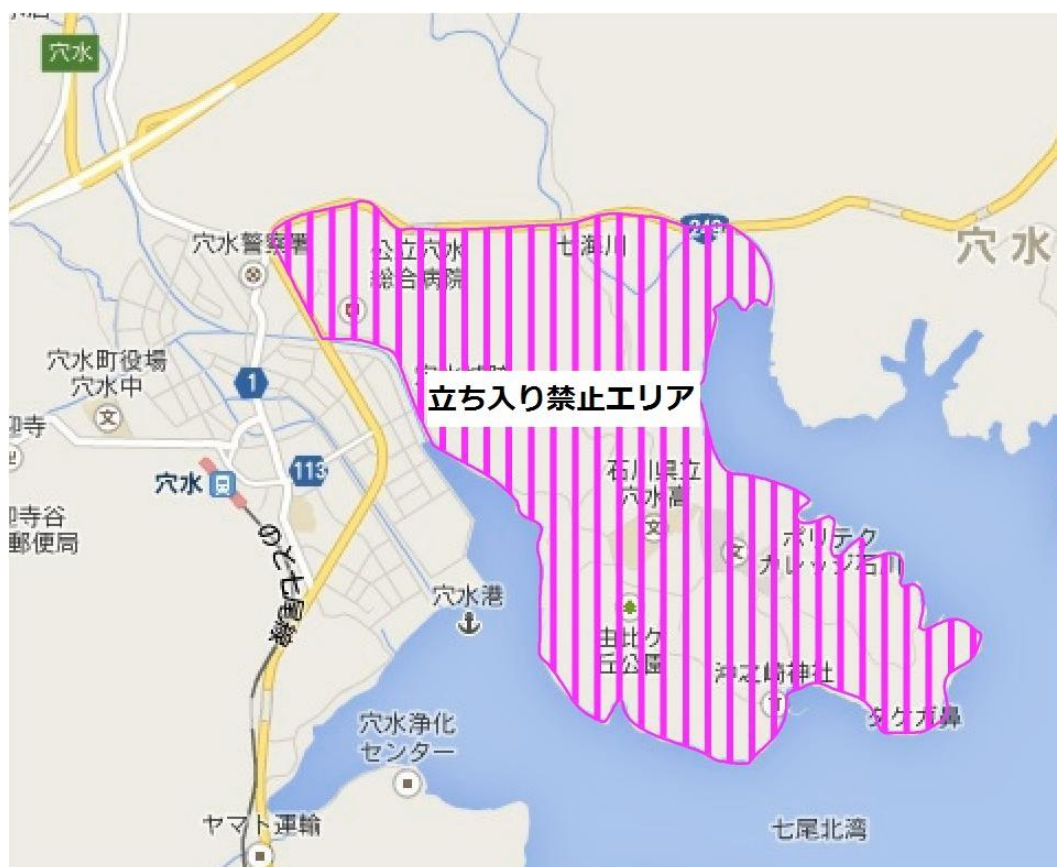 穴水
穴水警察署
公立穴水
総合病院
七海川
249
穴水
穴水町役場
穴水中
1
立ち入り禁止エリア
石川県立
穴水高
穴水
113
郵便局
のと七尾線
ポリテク
カレッジ石川
穴水港
由比ケ
丘公園
沖之崎神社
タケガ鼻
穴水浄化
センター
ヤマト運輸
七尾北湾